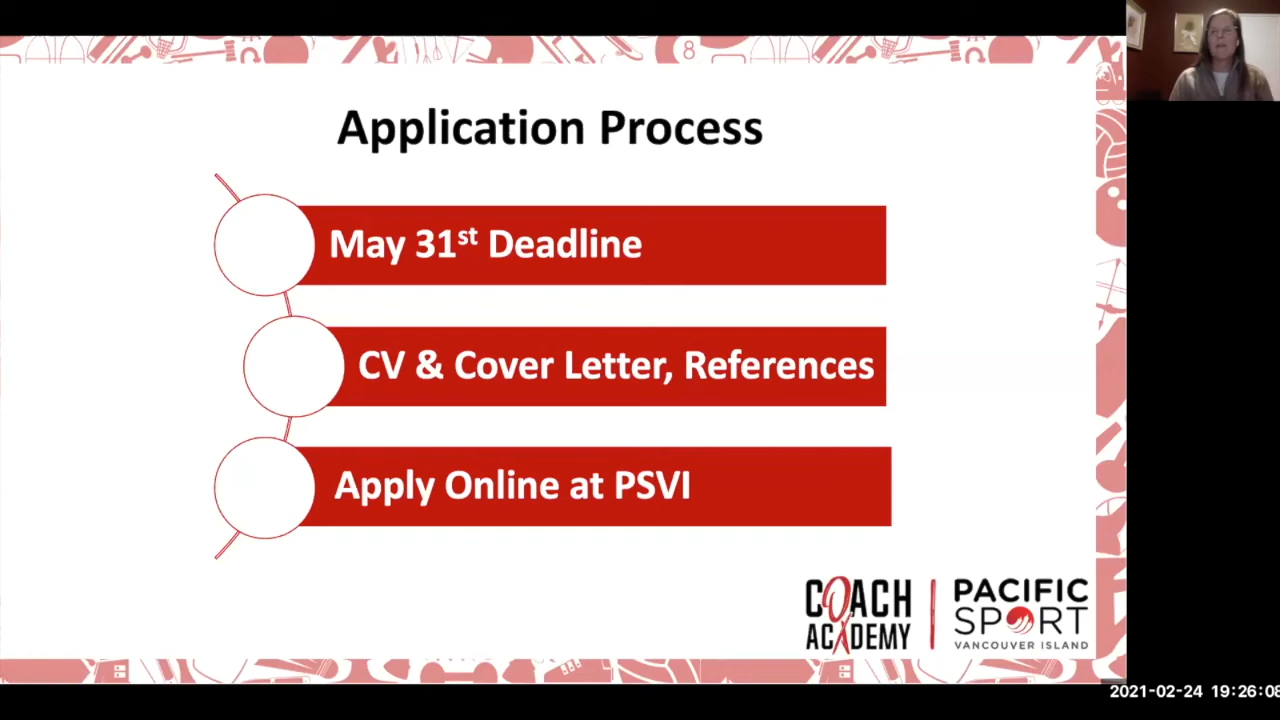 8
Application Process
May 31st Deadline
CV & Cover Letter, References
Apply Online at PSVI
COACH
ACADEMY
PACIFIC
SPORT
VANCOUVER ISLAND
2021-02-24 19:26:08